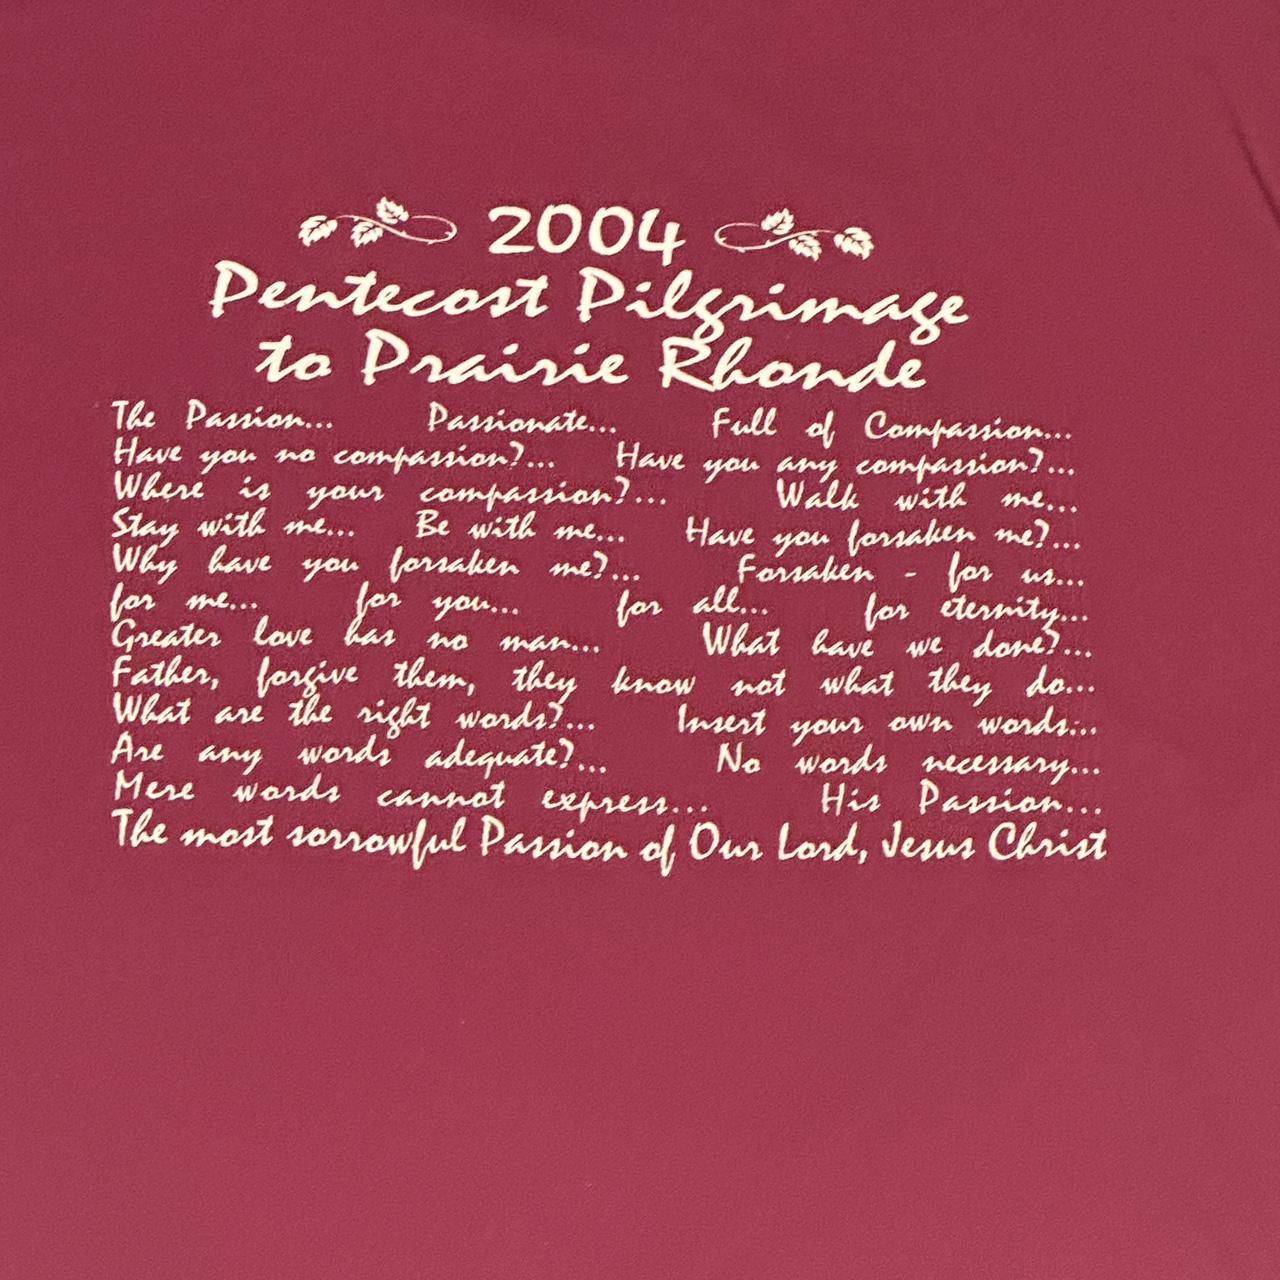 2004
Pentecost Pilgrimage
to Prairie Rhonde
The Passion... Passionate... Full of Compassion...
Have you no compassion?... Have you any compassion?...
Where is your compassion?... Walk with me...
Stay with me... Be with me... Have you forsaken me?...
Why have you forsaken me?... Forsaken - for us...
for me... for you... for all... for eternity...
Greater love has no man... What have we done?...
Father, forgive them, they know not what they do...
What are the right words?... Insert your own words...
Are any words adequate?... No words necessary...
Mere words cannot express... His Passion...
The most sorrowful Passion of Our Lord, Jesus Christ